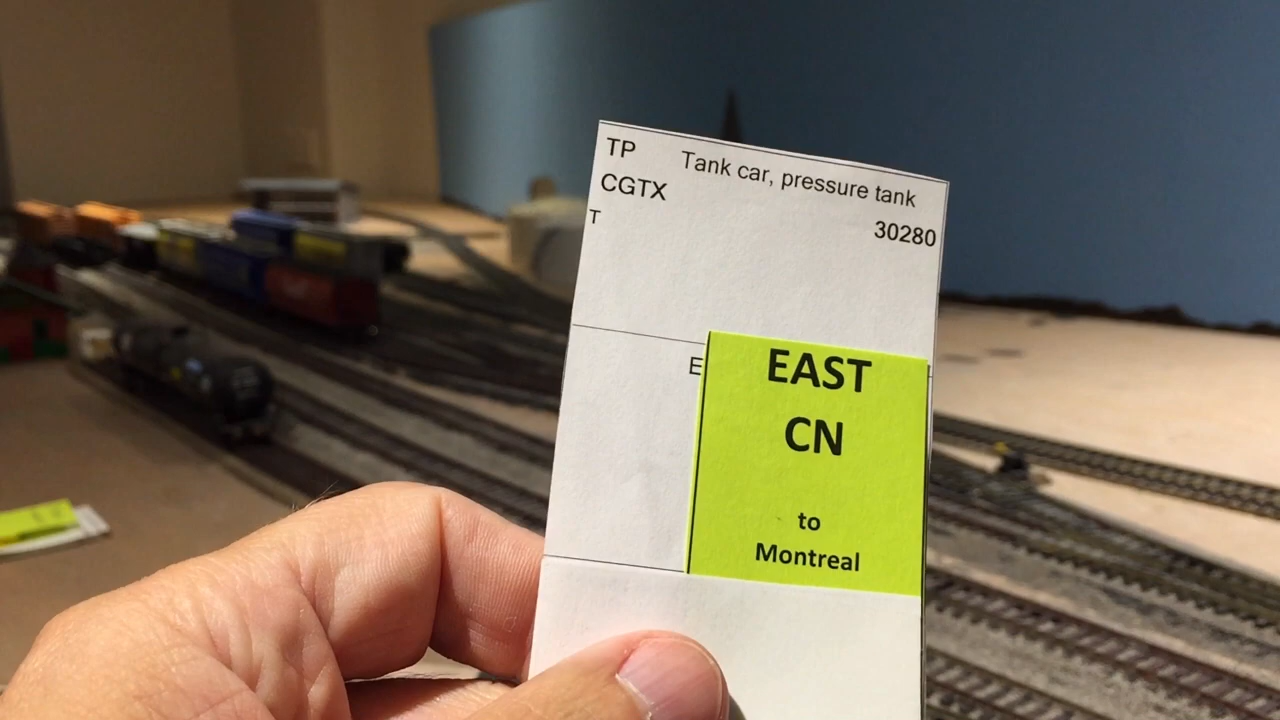 TP Tank car, pressure tank
CGTX 30280
T
E
EAST
CN
to
Montreal